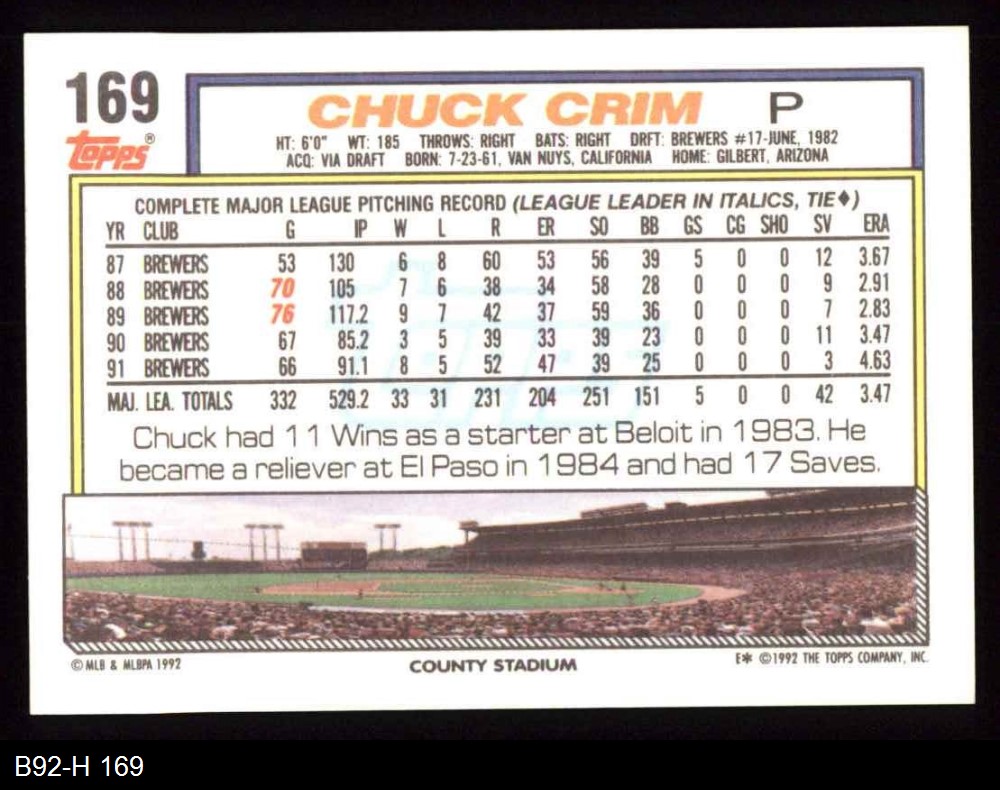 169
CHUCK CRIM P
Topps®
HT: 6'0" WT: 185 THROWS: RIGHT BATS: RIGHT DRFT: BREWERS #17-JUNE, 1982
ACQ: VIA DRAFT BORN: 7-23-61, VAN NUYS, CALIFORNIA HOME: GILBERT, ARIZONA
COMPLETE MAJOR LEAGUE PITCHING RECORD (LEAGUE LEADER IN ITALICS, TIE♦)
YR CLUB G IP W L R ER SO BB GS CG SHO SV ERA
87 BREWERS 53 130 6 8 60 53 56 39 5 0 0 12 3.67
88 BREWERS 70 105 7 6 38 34 58 28 0 0 0 9 2.91
89 BREWERS 76 117.2 9 7 42 37 59 36 0 0 0 7 2.83
90 BREWERS 67 85.2 3 5 39 33 39 23 0 0 0 11 3.47
91 BREWERS 66 91.1 8 5 52 47 39 25 0 0 0 3 4.63
MAJ. LEA. TOTALS 332 529.2 33 31 231 204 251 151 5 0 0 42 3.47
Topps
Chuck had 11 Wins as a starter at Beloit in 1983. He
became a reliever at El Paso in 1984 and had 17 Saves.
© MLB & MLBPA 1992 COUNTY STADIUM E* ©1992 THE TOPPS COMPANY, INC.
B92-H 169